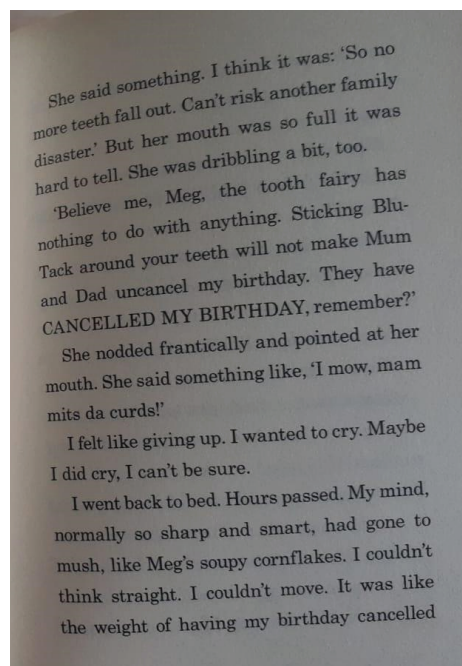 She said something. I think it was: ‘So no
more teeth fall out. Can’t risk another family
disaster.’ But her mouth was so full it was
hard to tell. She was dribbling a bit, too.
‘Believe me, Meg, the tooth fairy has
nothing to do with anything. Sticking Blu-
Tack around your teeth will not make Mum
and Dad uncancel my birthday. They have
CANCELLED MY BIRTHDAY, remember?’
She nodded frantically and pointed at her
mouth. She said something like, ‘I mow, mam
mits da curds!’
I felt like giving up. I wanted to cry. Maybe
I did cry, I can’t be sure.
I went back to bed. Hours passed. My mind,
normally so sharp and smart, had gone to
mush, like Meg’s soupy cornflakes. I couldn’t
think straight. I couldn’t move. It was like
the weight of having my birthday cancelled